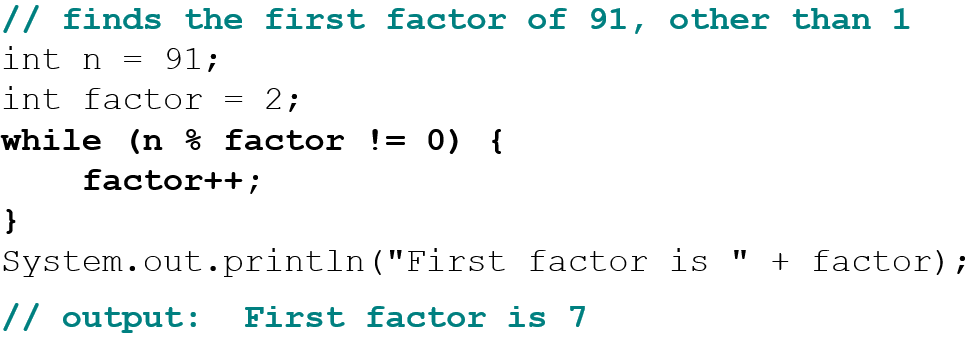 // finds the first factor of 91, other than 1
int n = 91;
int factor = 2;
while (n % factor != 0) {
    factor++;
}
System.out.println("First factor is " + factor);
// output:  First factor is 7